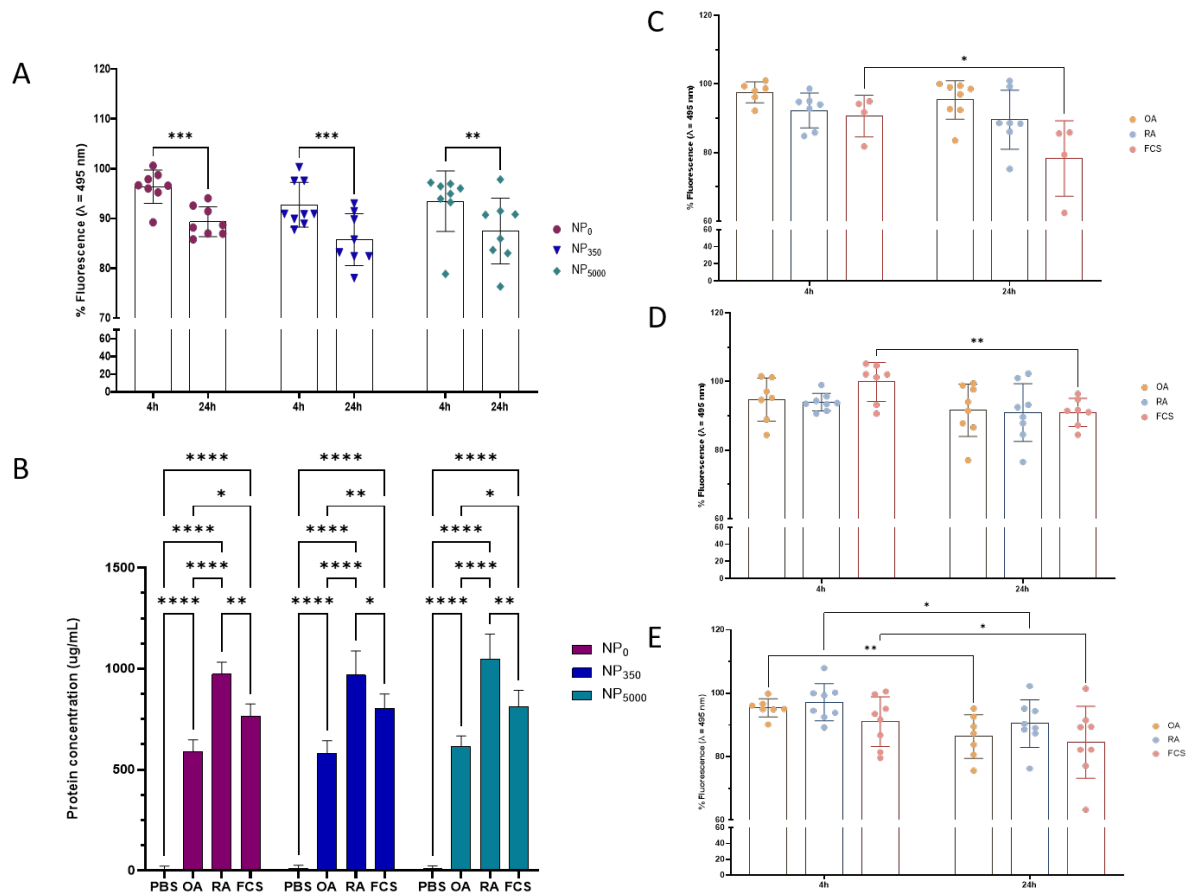 A
% Fluorescence (λ = 495 nm)
120
110
100
90
80
70
60
40
20
0
***
***
**
4h
24h
4h
24h
4h
24h
NP0
NP350
NP5000
B
Protein concentration (ug/mL)
1500
1000
500
0
****
*
****
****
****
**
****
**
****
****
****
*
****
*
****
****
****
**
PBS OA RA FCS
PBS OA RA FCS
PBS OA RA FCS
NP0
NP350
NP5000
C
% Fluorescence (λ = 495 nm)
120
100
80
60
60
40
20
0
*
4h
24h
OA
RA
FCS
D
% Fluorescence (λ = 495 nm)
120
100
80
60
60
40
20
0
**
4h
24h
OA
RA
FCS
E
% Fluorescence (λ = 495 nm)
120
100
80
60
60
40
20
0
*
*
**
4h
24h
OA
RA
FCS